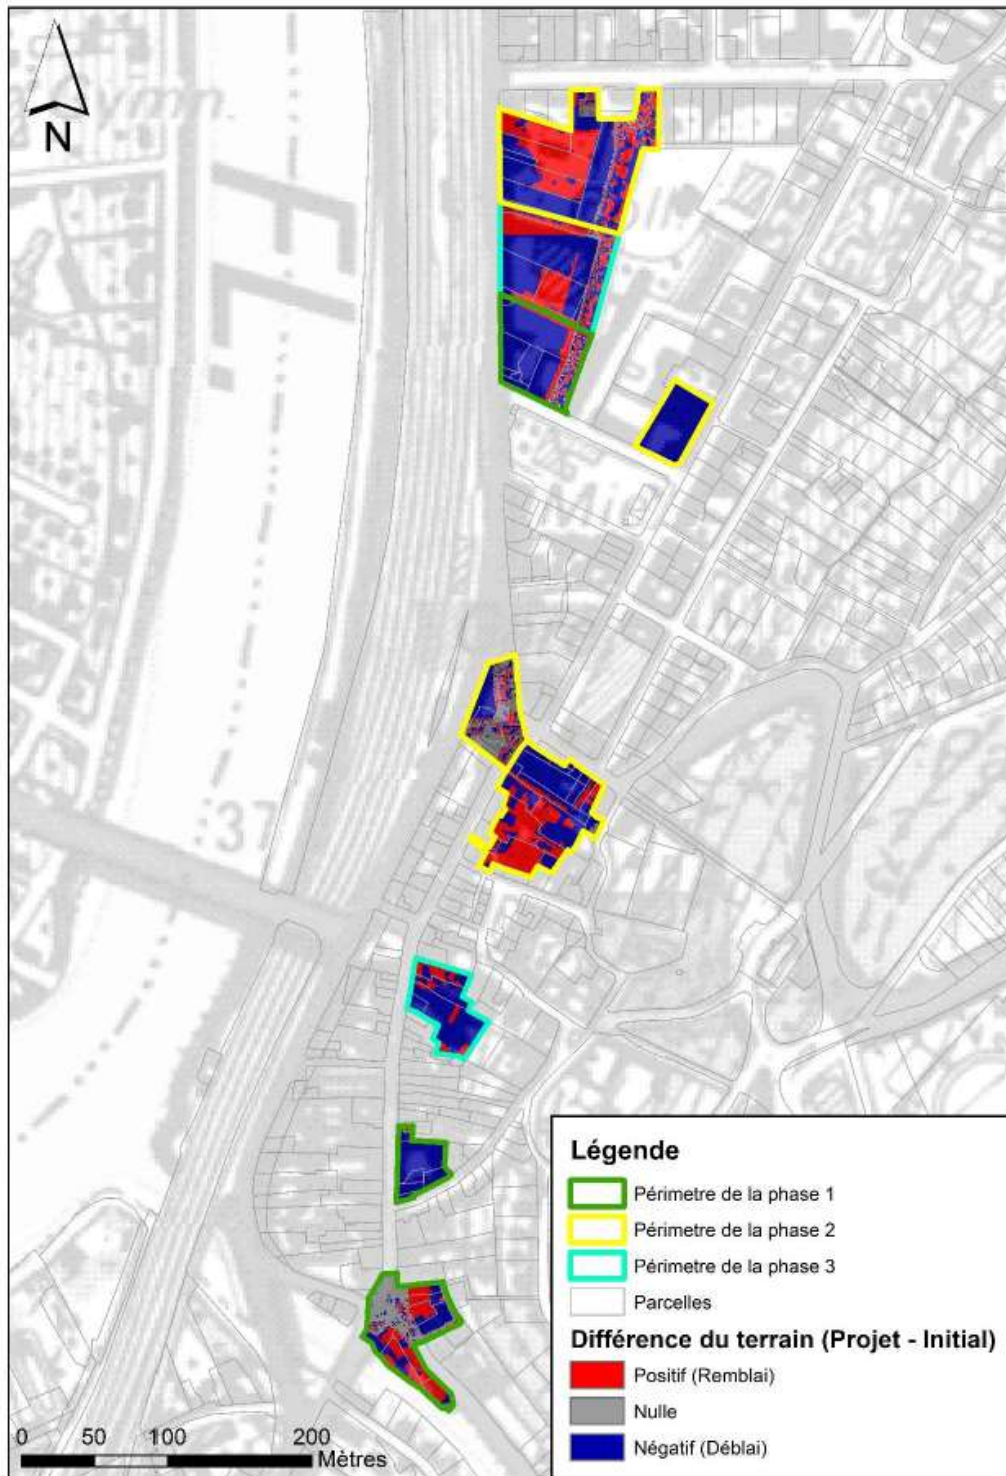 N
:37
0 50 100 200
Mètres
Légende
Périmetre de la phase 1
Périmetre de la phase 2
Périmetre de la phase 3
Parcelles
Différence du terrain (Projet - Initial)
Positif (Remblai)
Nulle
Négatif (Déblai)